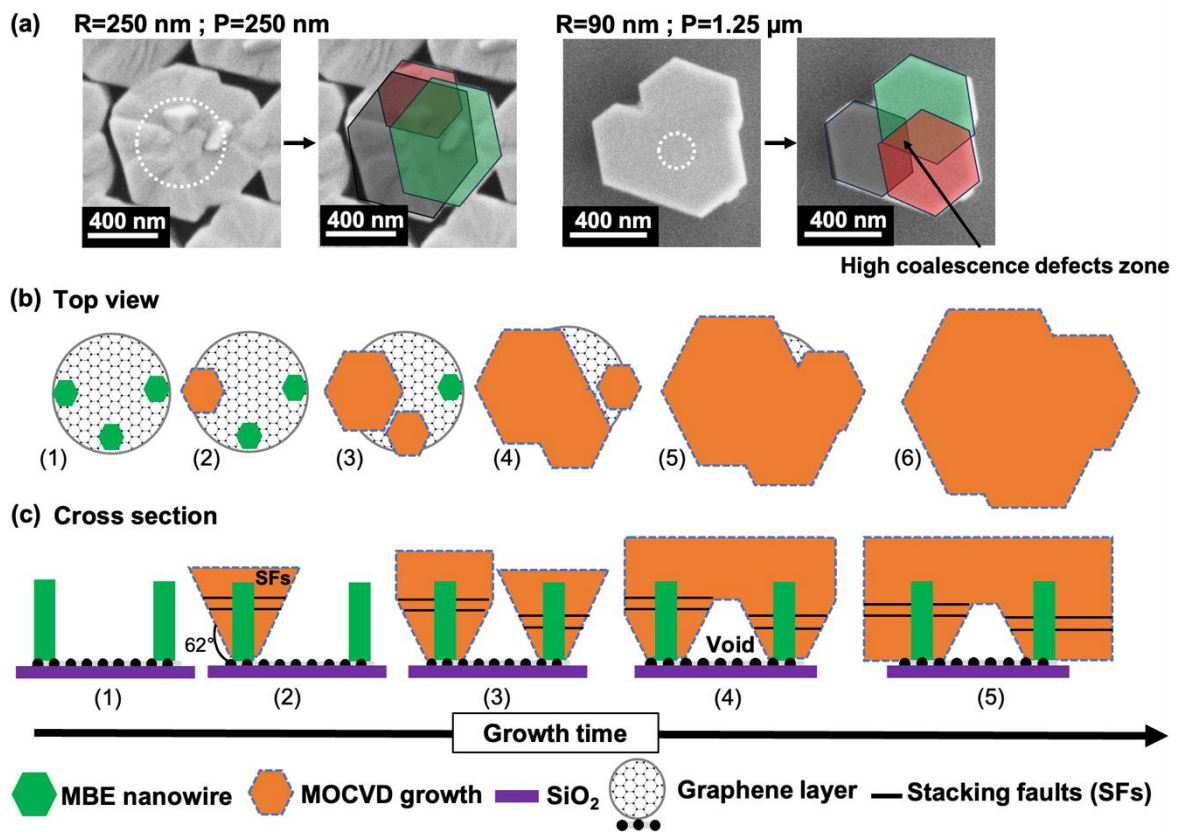 (a)
R=250 nm ; P=250 nm
R=90 nm ; P=1.25 µm
400 nm
400 nm
400 nm
400 nm
High coalescence defects zone
(b) Top view
(1)
(2)
(3)
(4)
(5)
(6)
(c) Cross section
SFs
62°
Void
(1)
(2)
(3)
(4)
(5)
Growth time
MBE nanowire
MOCVD growth
SiO₂
Graphene layer
Stacking faults (SFs)